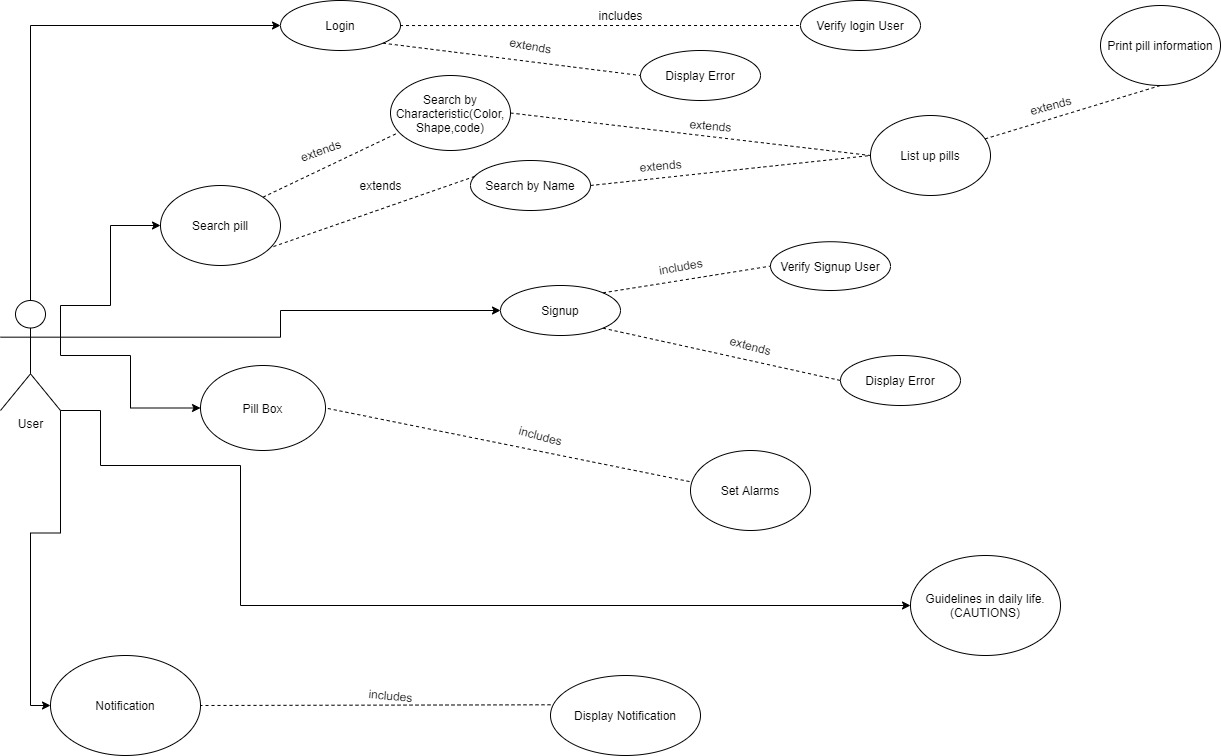 Login
includes
Verify login User
Print pill information
extends
Display Error
Search by
Characteristic(Color,
Shape,code)
extends
extends
List up pills
extends
extends
Search by Name
extends
Search pill
includes
Verify Signup User
Signup
extends
Display Error
User
Pill Box
includes
Set Alarms
Guidelines in daily life.
(CAUTIONS)
Notification
includes
Display Notification